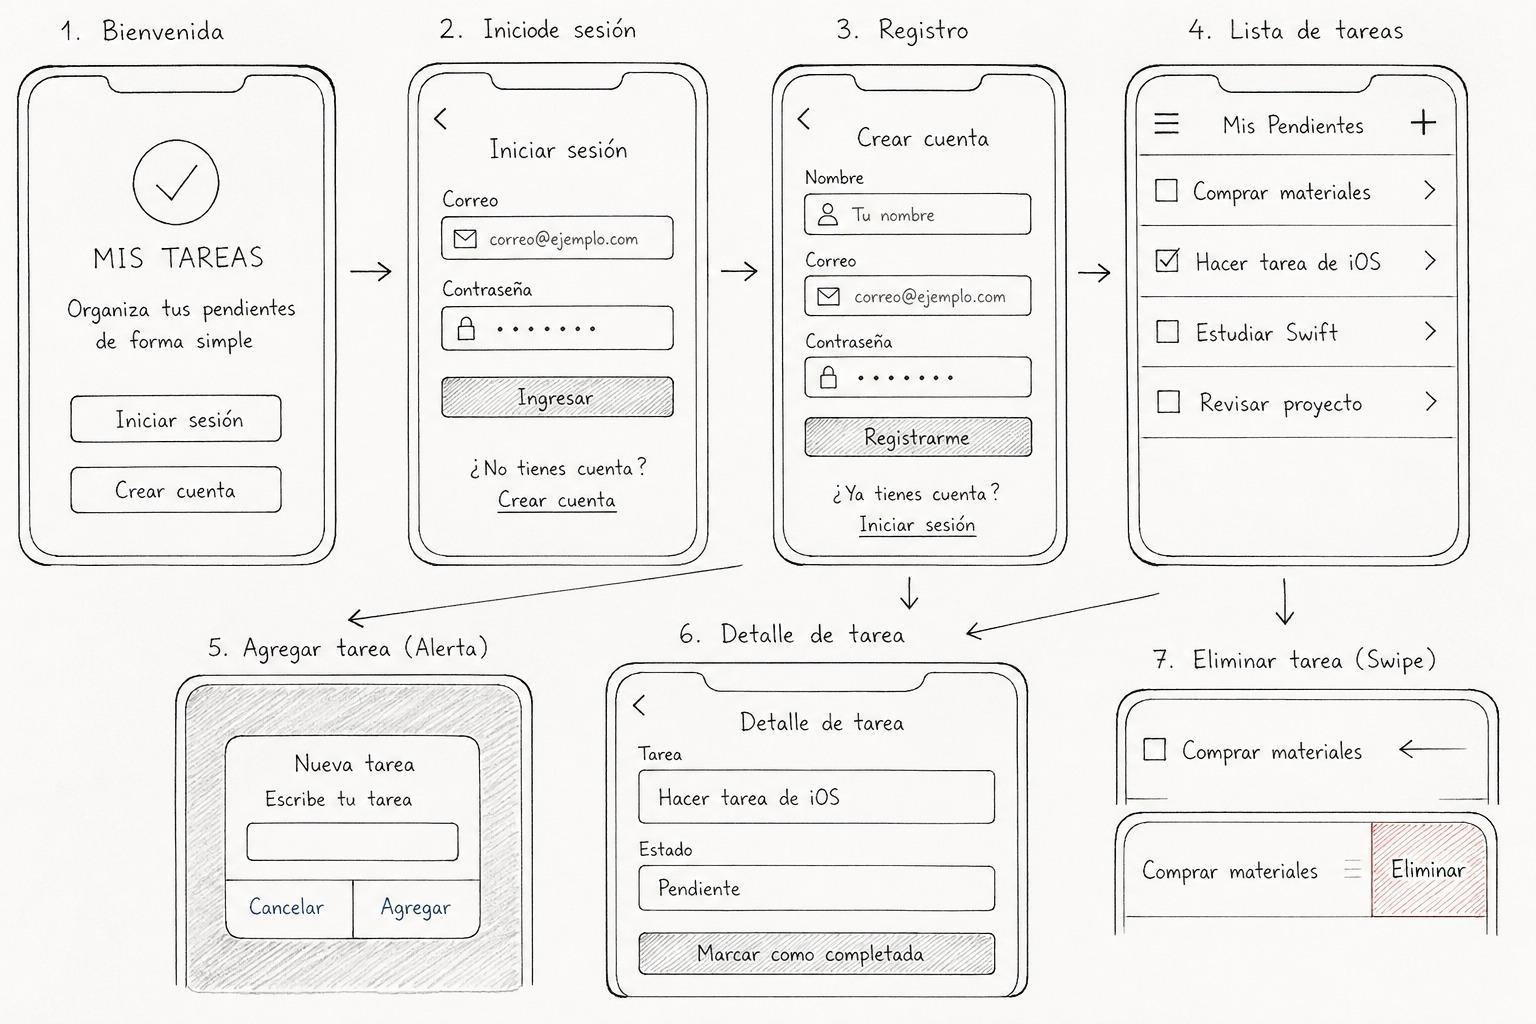 1. Bienvenida
MIS TAREAS
Organiza tus pendientes
de forma simple
Iniciar sesión
Crear cuenta
2. Iniciode sesión
Iniciar sesión
Correo
correo@ejemplo.com
Contraseña
Ingresar
¿No tienes cuenta?
Crear cuenta
3. Registro
Crear cuenta
Nombre
Tu nombre
Correo
correo@ejemplo.com
Contraseña
Registrarme
¿Ya tienes cuenta?
Iniciar sesión
4. Lista de tareas
Mis Pendientes
Comprar materiales
Hacer tarea de iOS
Estudiar Swift
Revisar proyecto
5. Agregar tarea (Alerta)
Nueva tarea
Escribe tu tarea
Cancelar
Agregar
6. Detalle de tarea
Detalle de tarea
Tarea
Hacer tarea de iOS
Estado
Pendiente
Marcar como completada
7. Eliminar tarea (Swipe)
Comprar materiales
Comprar materiales
Eliminar